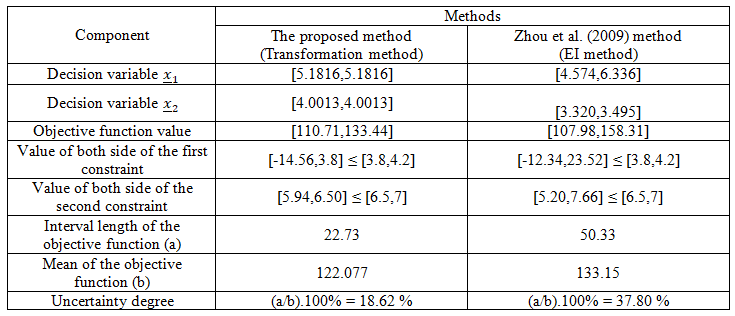 Component
Methods
The proposed method
(Transformation method)
Zhou et al. (2009) method
(EI method)
Decision variable x₁
[5.1816,5.1816]
[4.574,6.336]
Decision variable x₂
[4.0013,4.0013]
[3.320,3.495]
Objective function value
[110.71,133.44]
[107.98,158.31]
Value of both side of the first
constraint
[-14.56,3.8] ≤ [3.8,4.2]
[-12.34,23.52] ≤ [3.8,4.2]
Value of both side of the
second constraint
[5.94,6.50] ≤ [6.5,7]
[5.20,7.66] ≤ [6.5,7]
Interval length of the
objective function (a)
22.73
50.33
Mean of the objective
function (b)
122.077
133.15
Uncertainty degree
(a/b).100% = 18.62 %
(a/b).100% = 37.80 %